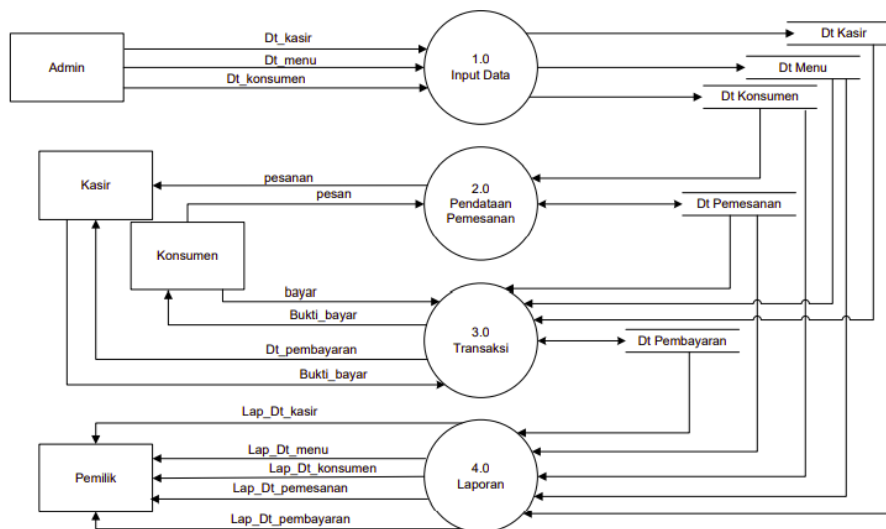 Admin
Dt_kasir
Dt_menu
Dt_konsumen
1.0
Input Data
Dt Kasir
Dt Menu
Dt Konsumen
Kasir
pesanan
pesan
2.0
Pendataan
Pemesanan
Dt Pemesanan
Konsumen
bayar
Bukti_bayar
Dt_pembayaran
Bukti_bayar
3.0
Transaksi
Dt Pembayaran
Lap_Dt_kasir
Lap_Dt_menu
Lap_Dt_konsumen
Lap_Dt_pemesanan
Lap_Dt_pembayaran
Pemilik
4.0
Laporan